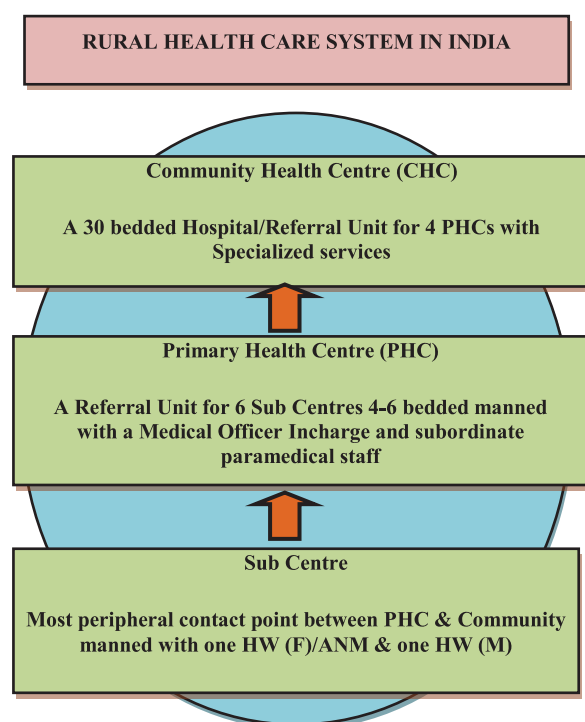 RURAL HEALTH CARE SYSTEM IN INDIA
Community Health Centre (CHC)
A 30 bedded Hospital/Referral Unit for 4 PHCs with
Specialized services
Primary Health Centre (PHC)
A Referral Unit for 6 Sub Centres 4-6 bedded manned
with a Medical Officer Incharge and subordinate
paramedical staff
Sub Centre
Most peripheral contact point between PHC & Community
manned with one HW (F)/ANM & one HW (M)